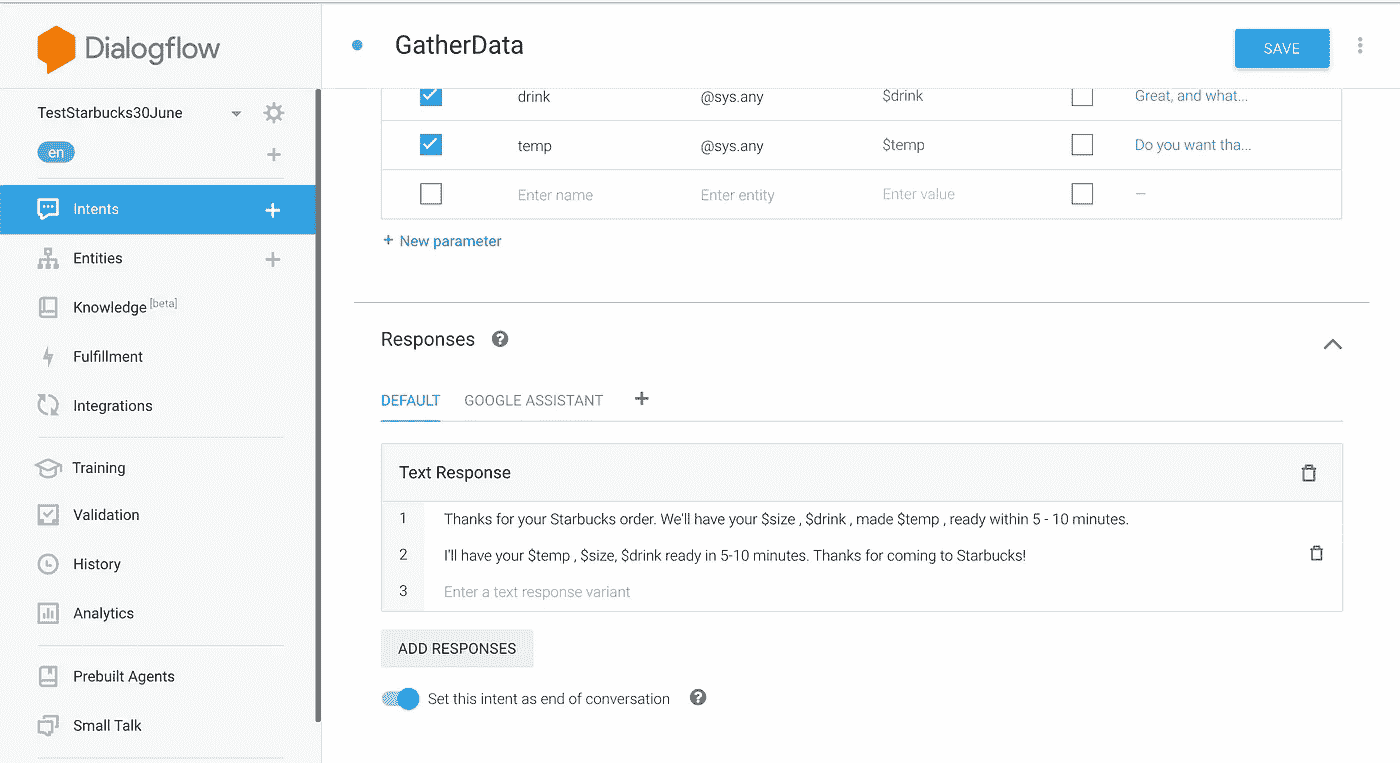 Dialogflow
GatherData
SAVE
TestStarbucks30June
en
Intents
Entities
Knowledge [beta]
Fulfillment
Integrations
Training
Validation
History
Analytics
Prebuilt Agents
Small Talk
drink @sys.any $drink Great, and what...
temp @sys.any $temp Do you want tha...
Enter name Enter entity Enter value –
+ New parameter
Responses ?
DEFAULT GOOGLE ASSISTANT +
Text Response
1 Thanks for your Starbucks order. We'll have your $size , $drink , made $temp , ready within 5 - 10 minutes.
2 I'll have your $temp , $size, $drink ready in 5-10 minutes. Thanks for coming to Starbucks!
3 Enter a text response variant
ADD RESPONSES
Set this intent as end of conversation ?